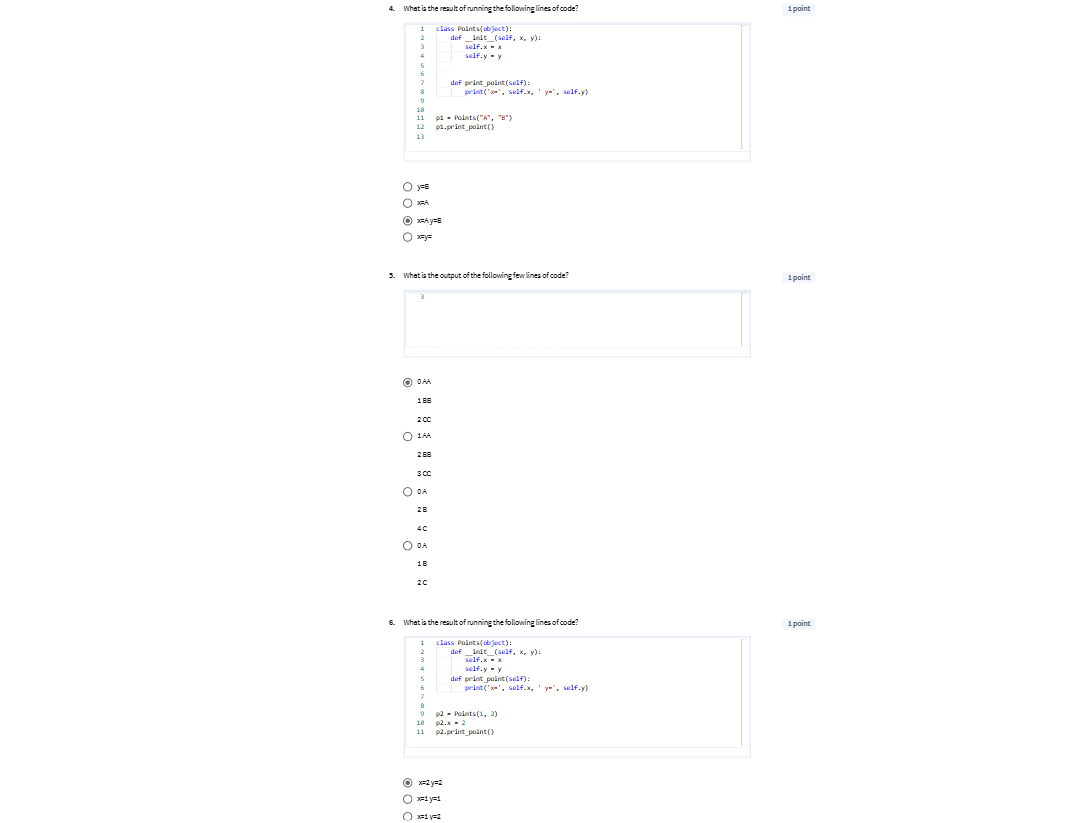 4. What is the result of running the following lines of code?
1 point
1 class Points(object):
2 def __init__(self, x, y):
3 self.x = x
4 self.y = y
5
6
7 def print_point(self):
8 print('x=', self.x, ' y=', self.y)
9
10
11 p1 = Points("A", "B")
12 p1.print_point()
13
y=B
x=A
x=A y=B
x=y=
5. What is the output of the following few lines of code?
1 point
3
0 AA
1 BB
2 CC
1 AA
2 BB
3 CC
0 A
2 B
4 C
0 A
1 B
2 C
6. What is the result of running the following lines of code?
1 point
1 class Points(object):
2 def __init__(self, x, y):
3 self.x = x
4 self.y = y
5 def print_point(self):
6 print('x=', self.x, ' y=', self.y)
7
8
9 p2 = Points(1, 2)
10 p2.x = 2
11 p2.print_point()
x=2 y=2
x=1 y=1
x=1 y=2